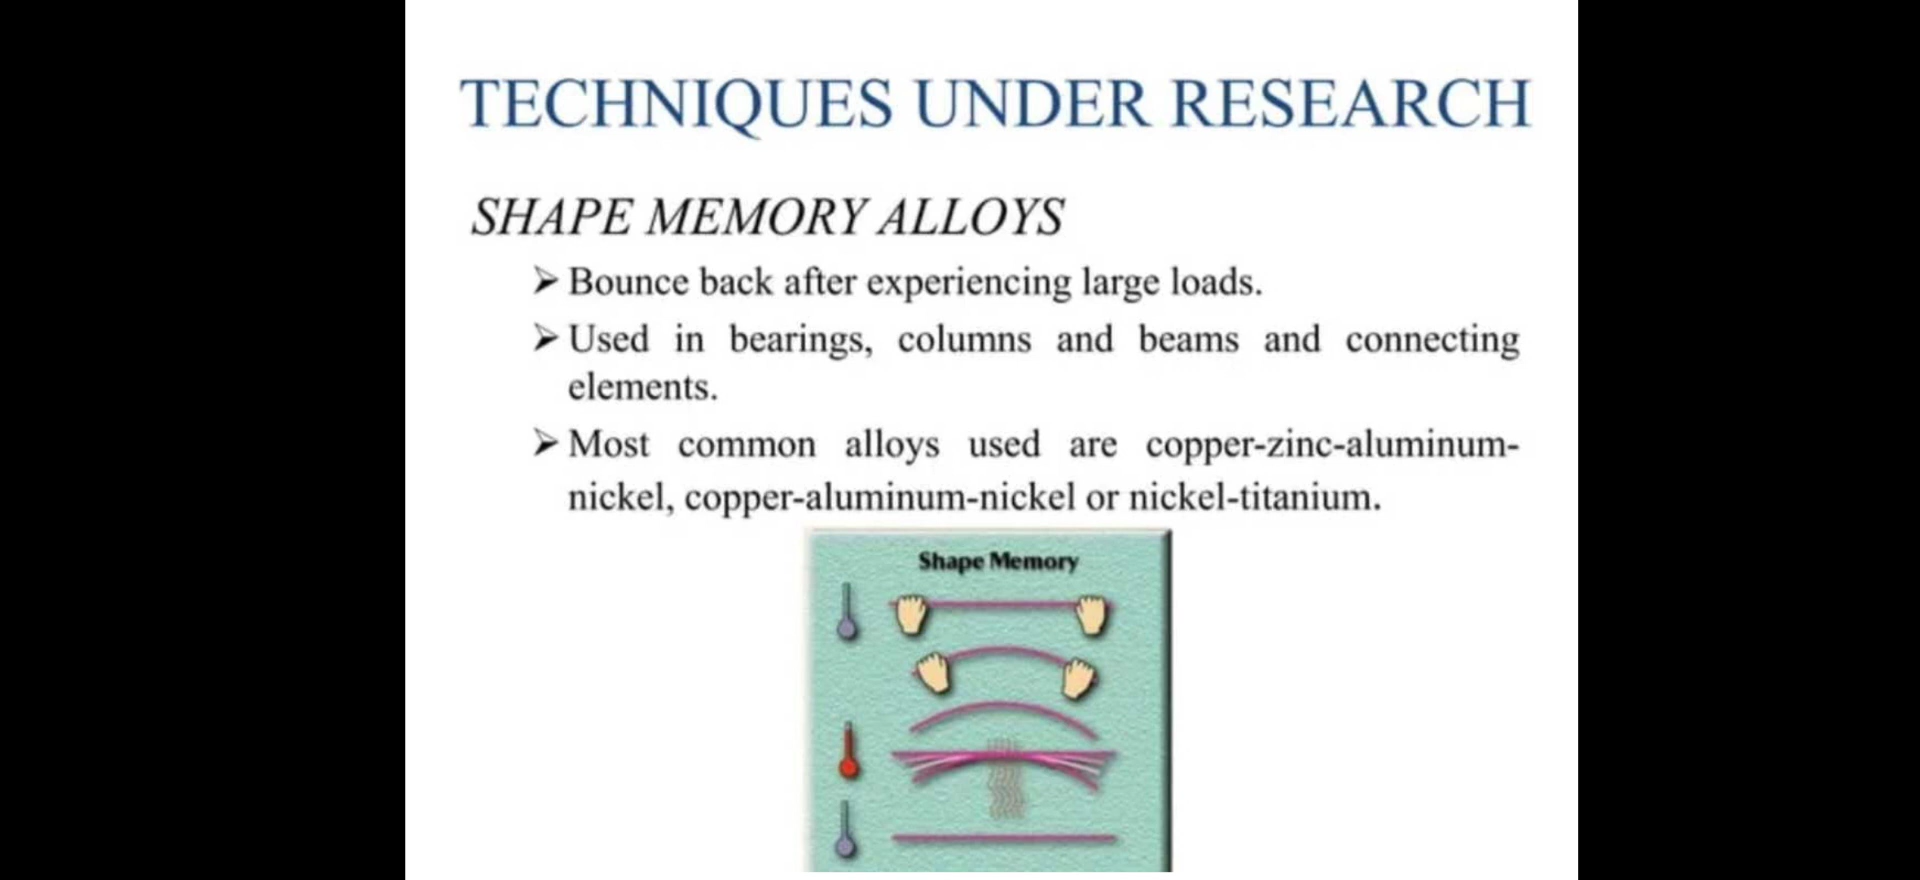 TECHNIQUES UNDER RESEARCH
SHAPE MEMORY ALLOYS
➢ Bounce back after experiencing large loads.
➢ Used in bearings, columns and beams and connecting
elements.
➢ Most common alloys used are copper-zinc-aluminum-
nickel, copper-aluminum-nickel or nickel-titanium.
Shape Memory